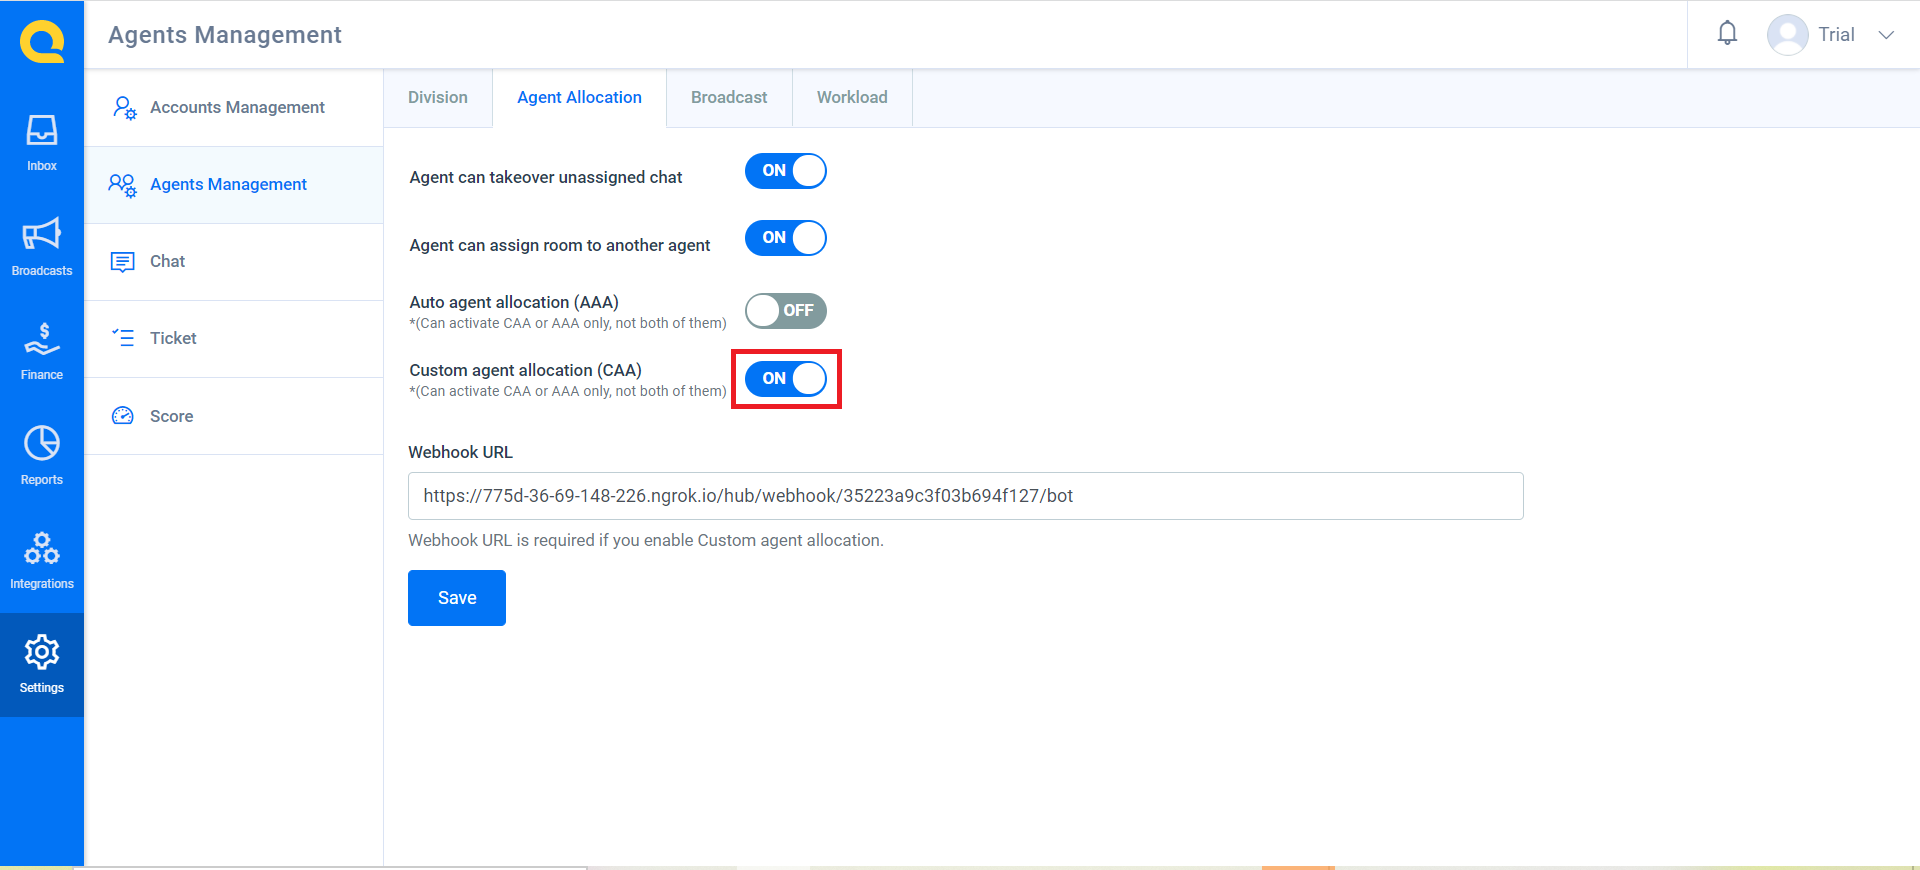 Agents Management
Trial
Inbox
Broadcasts
Finance
Reports
Integrations
Settings
Accounts Management
Agents Management
Chat
Ticket
Score
Division
Agent Allocation
Broadcast
Workload
Agent can takeover unassigned chat
ON
Agent can assign room to another agent
ON
Auto agent allocation (AAA)
*(Can activate CAA or AAA only, not both of them)
OFF
Custom agent allocation (CAA)
*(Can activate CAA or AAA only, not both of them)
ON
Webhook URL
https://775d-36-69-148-226.ngrok.io/hub/webhook/35223a9c3f03b694f127/bot
Webhook URL is required if you enable Custom agent allocation.
Save